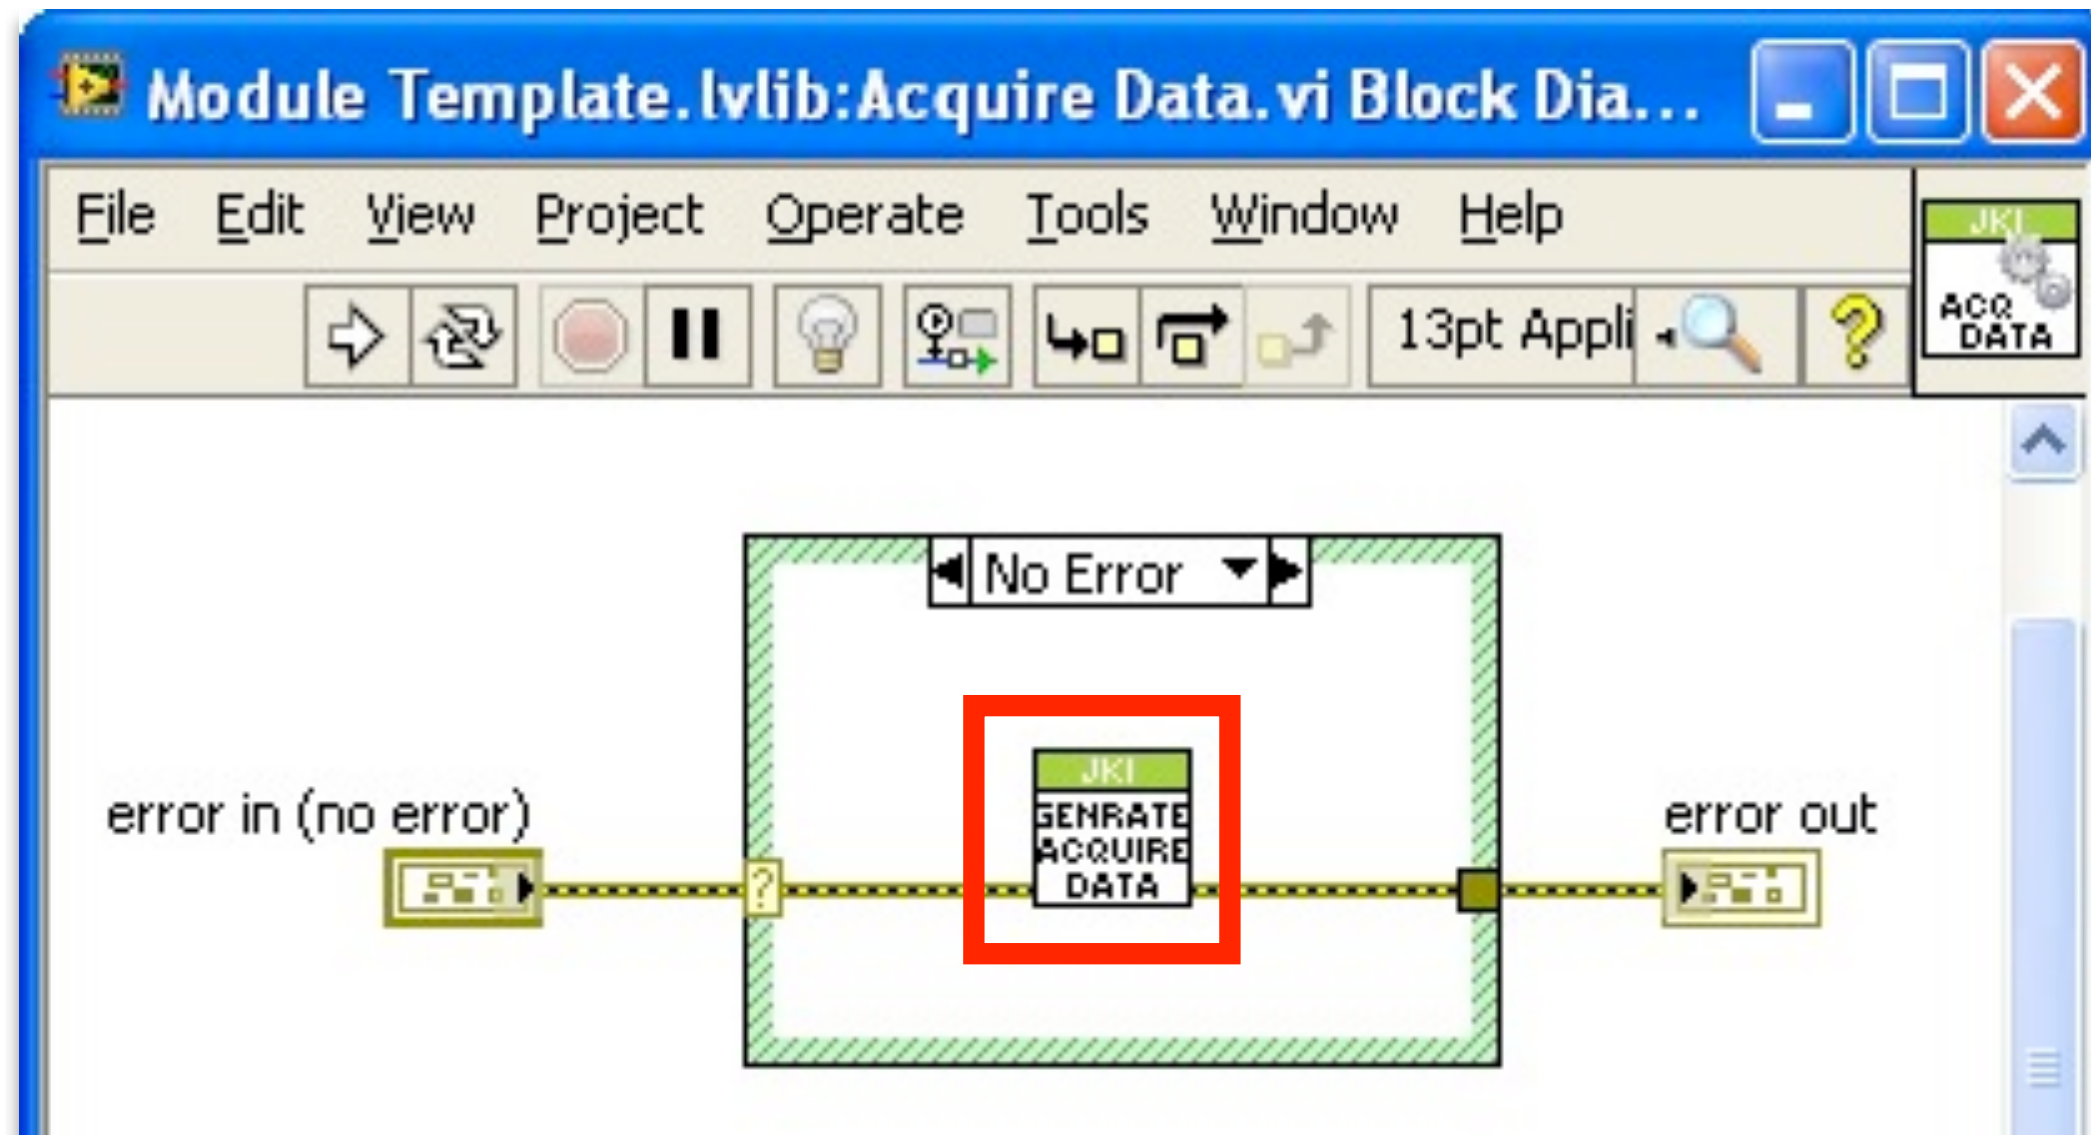 Module Template.lvlib:Acquire Data.vi Block Dia...
File Edit View Project Operate Tools Window Help
JKI
ACQ
DATA
13pt Appli
?
No Error
JKI
GENRATE
ACQUIRE
DATA
error in (no error)
error out
?